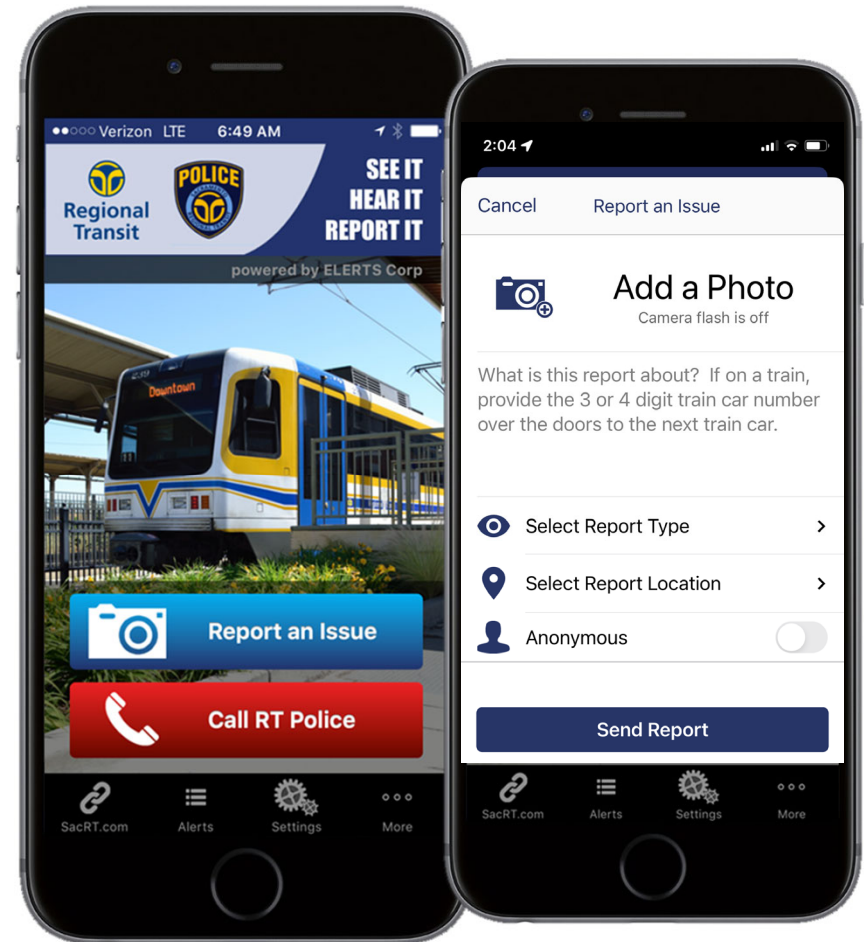 Verizon LTE 6:49 AM
Regional
Transit
POLICE
SACRAMENTO
REGIONAL TRANSIT
SEE IT
HEAR IT
REPORT IT
powered by ELERTS Corp
Downtown
Report an Issue
Call RT Police
SacRT.com Alerts Settings More
2:04
Cancel Report an Issue
Add a Photo
Camera flash is off
What is this report about? If on a train,
provide the 3 or 4 digit train car number
over the doors to the next train car.
Select Report Type
Select Report Location
Anonymous
Send Report
SacRT.com Alerts Settings More